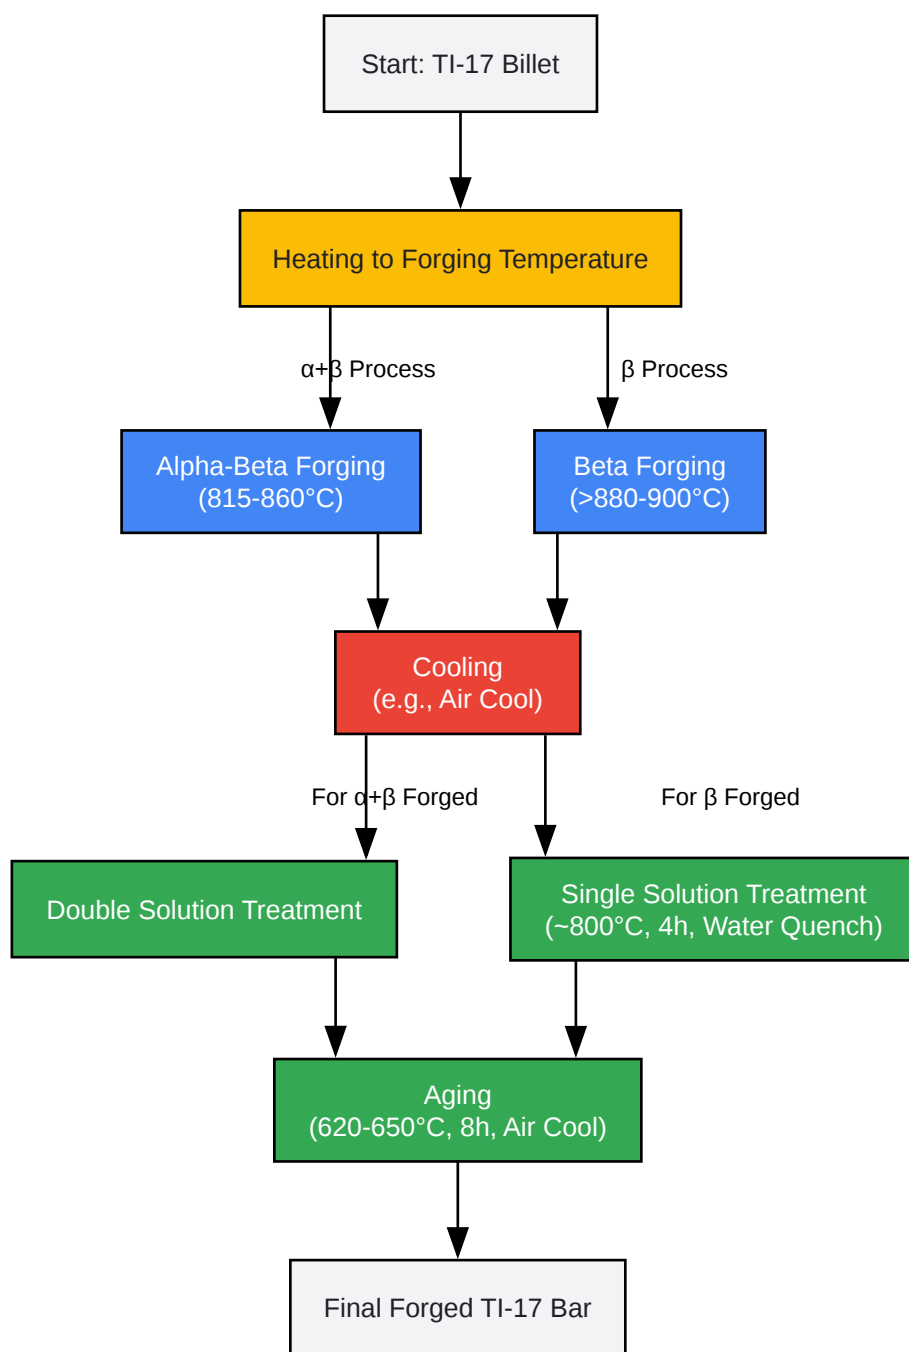 Start: TI-17 Billet
Heating to Forging Temperature
α+β Process
β Process
Alpha-Beta Forging
(815-860°C)
Beta Forging
(>880-900°C)
Cooling
(e.g., Air Cool)
For α+β Forged
For β Forged
Double Solution Treatment
Single Solution Treatment
(~800°C, 4h, Water Quench)
Aging
(620-650°C, 8h, Air Cool)
Final Forged TI-17 Bar